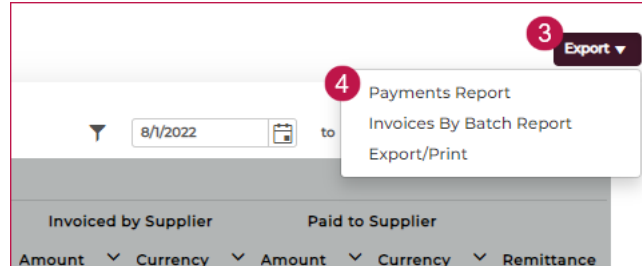 3
Export
4
Payments Report
Invoices By Batch Report
Export/Print
8/1/2022
to
Invoiced by Supplier
Paid to Supplier
Amount Currency Amount Currency Remittance